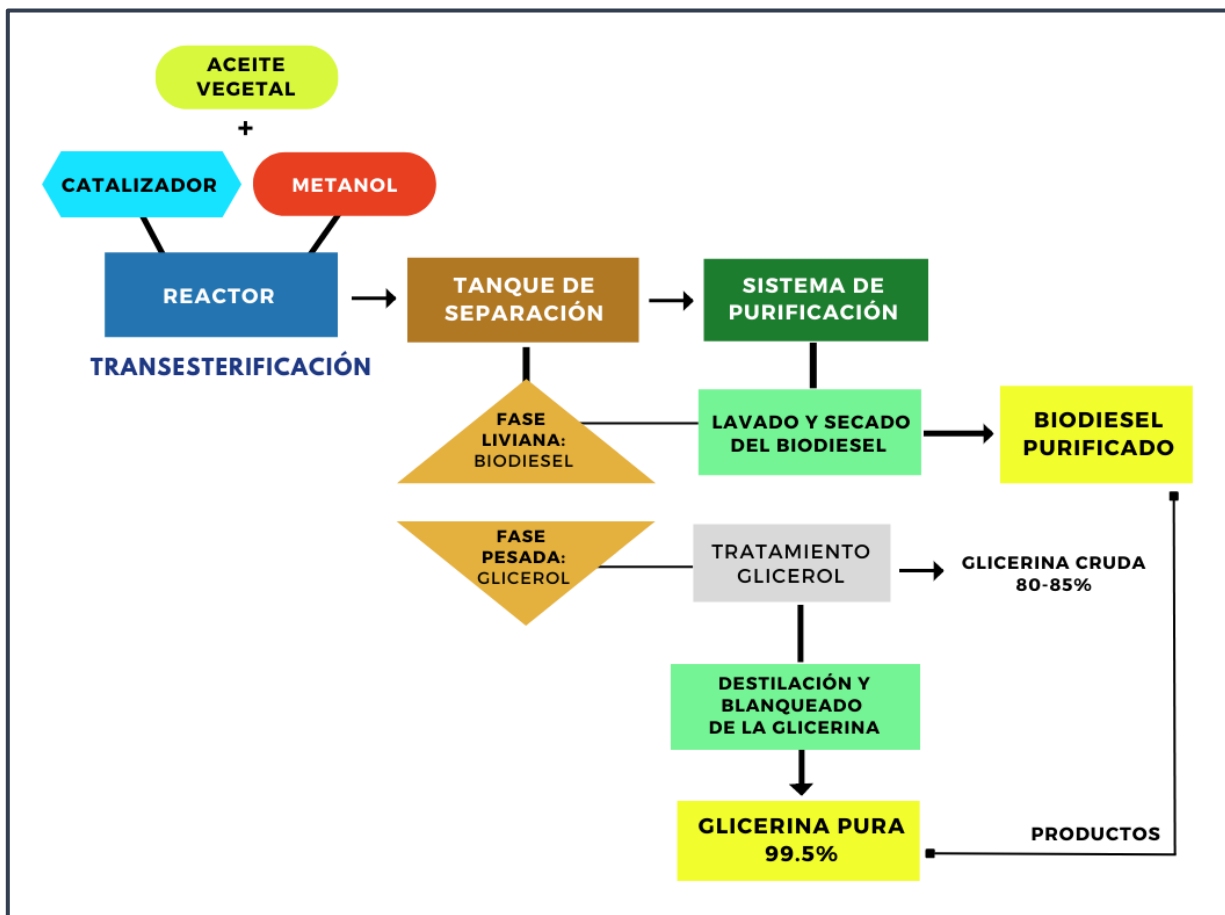 ACEITE
VEGETAL
+
CATALIZADOR
METANOL
REACTOR
TRANSESTERIFICACIÓN
TANQUE DE
SEPARACIÓN
SISTEMA DE
PURIFICACIÓN
FASE
LIVIANA:
BIODIESEL
LAVADO Y SECADO
DEL BIODIESEL
BIODIESEL
PURIFICADO
FASE
PESADA:
GLICEROL
TRATAMIENTO
GLICEROL
GLICERINA CRUDA
80-85%
DESTILACIÓN Y
BLANQUEADO
DE LA GLICERINA
GLICERINA PURA
99.5%
PRODUCTOS